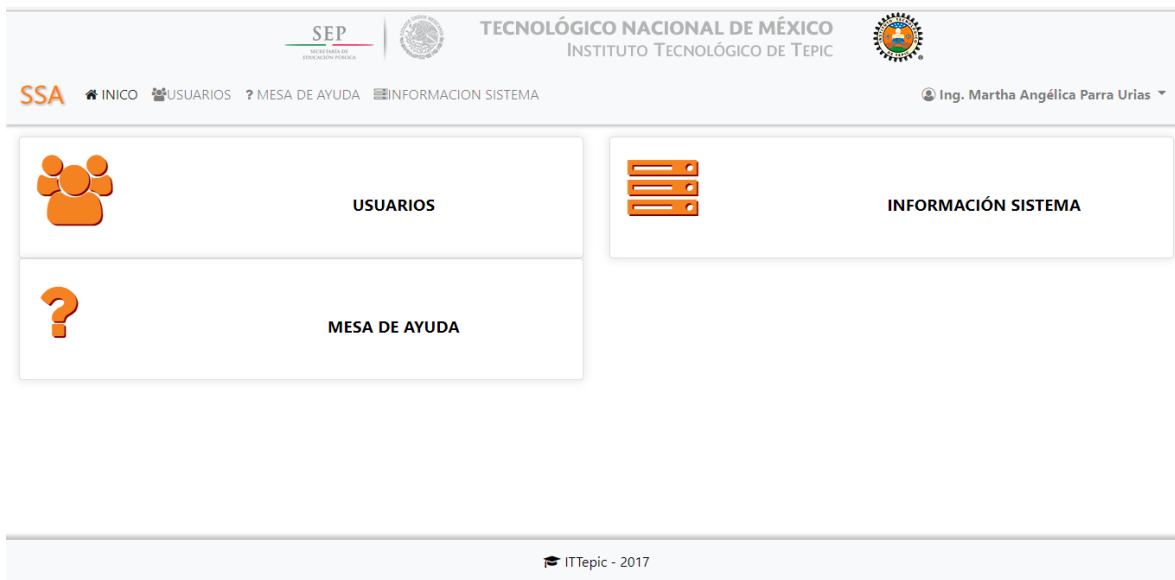 SEP
SECRETARÍA DE
EDUCACIÓN PÚBLICA
TECNOLÓGICO NACIONAL DE MÉXICO
INSTITUTO TECNOLÓGICO DE TEPIC
SSA INICO USUARIOS ? MESA DE AYUDA INFORMACION SISTEMA Ing. Martha Angélica Parra Urias
USUARIOS
INFORMACIÓN SISTEMA
?
MESA DE AYUDA
ITTepic - 2017